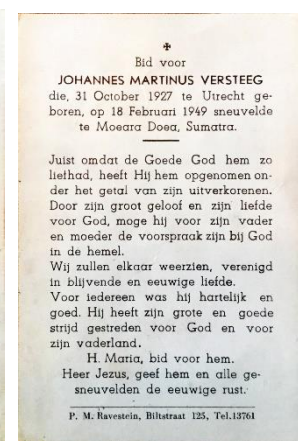 Bid voor
JOHANNES MARTINUS VERSTEEG
die, 31 October 1927 te Utrecht ge-
boren, op 18 Februari 1949 sneuvelde
te Moeara Doea, Sumatra.
Juist omdat de Goede God hem zo
liefhad, heeft Hij hem opgenomen on-
der het getal van zijn uitverkorenen.
Door zijn groot geloof en zijn liefde
voor God, moge hij voor zijn vader
en moeder de voorspraak zijn bij God
in de hemel.
Wij zullen elkaar weerzien, verenigd
in blijvende en eeuwige liefde.
Voor iedereen was hij hartelijk en
goed. Hij heeft zijn grote en goede
strijd gestreden voor God en voor
zijn vaderland.
H. Maria, bid voor hem.
Heer Jezus, geef hem en alle ge-
sneuvelden de eeuwige rust.
P. M. Ravestein, Biltstraat 125, Tel.13761